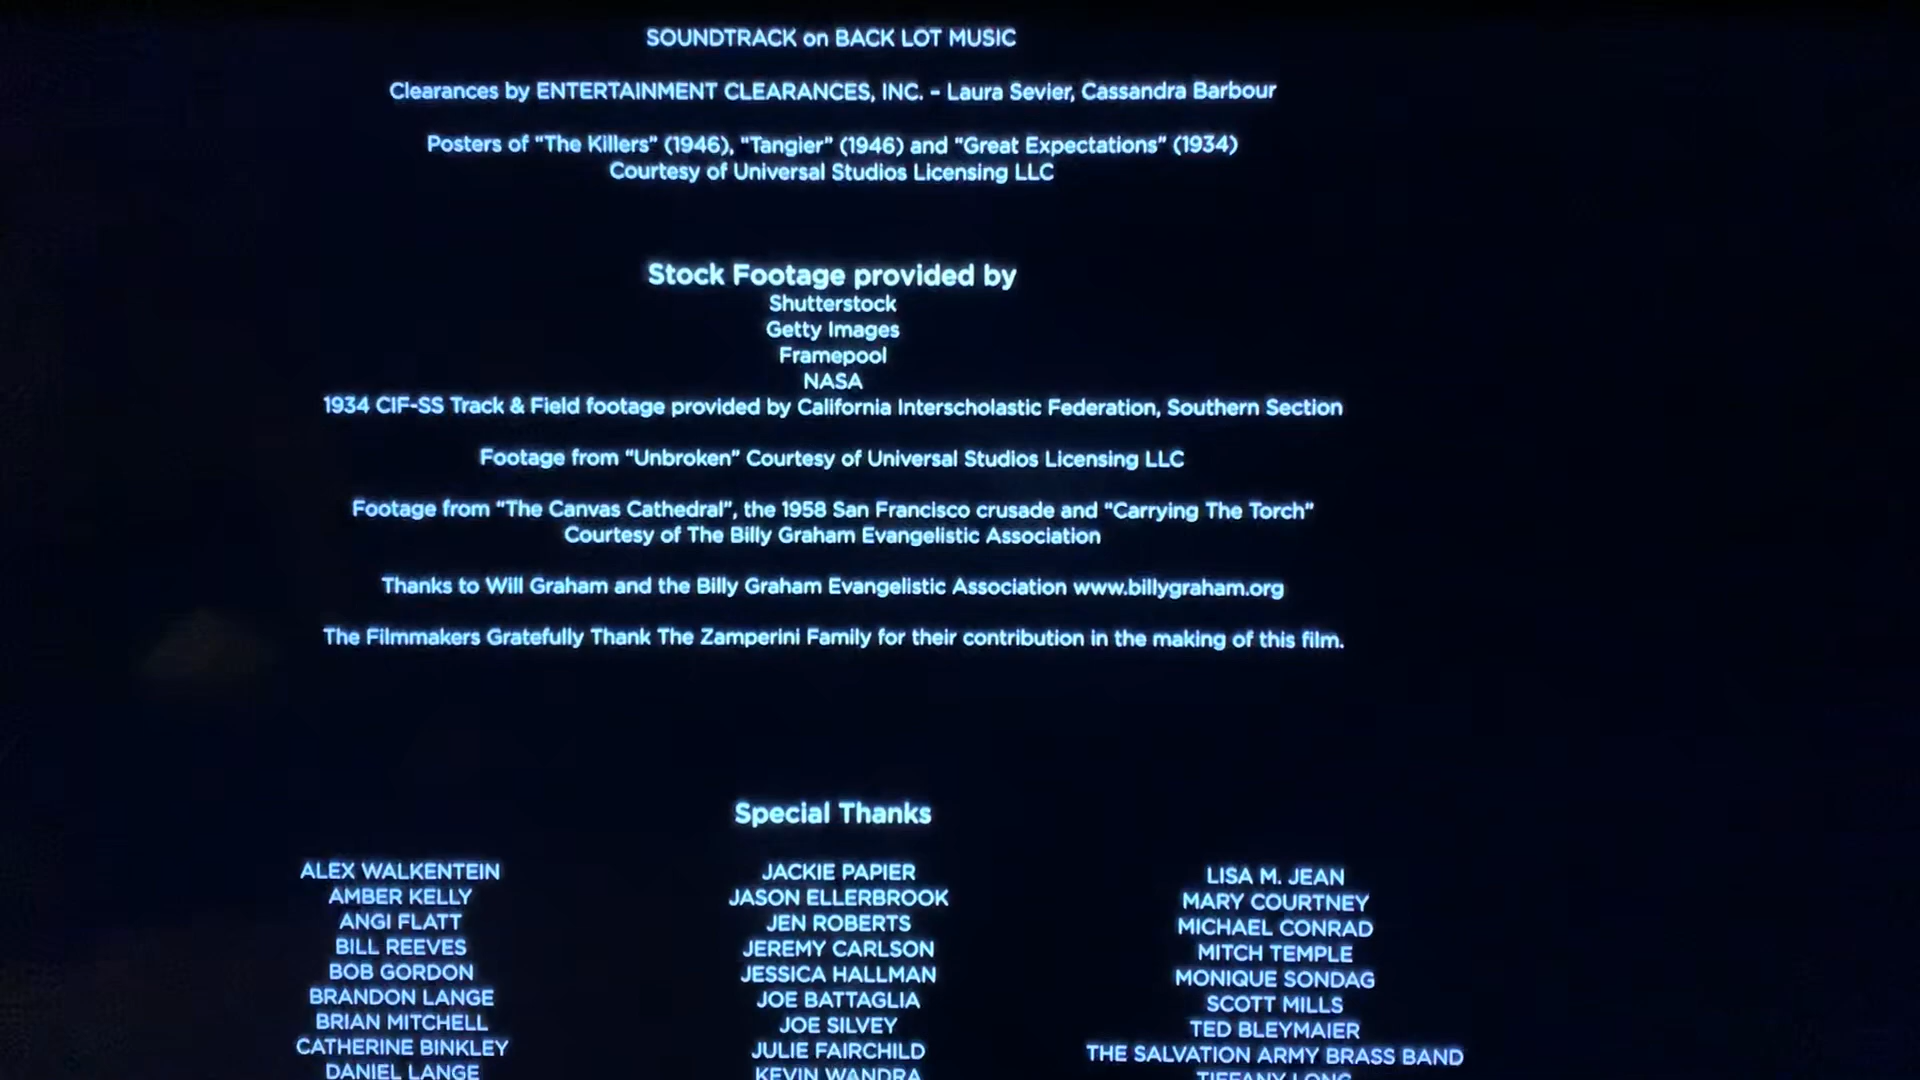 SOUNDTRACK on BACK LOT MUSIC
Clearances by ENTERTAINMENT CLEARANCES, INC. - Laura Sevier, Cassandra Barbour
Posters of “The Killers” (1946), “Tangier” (1946) and “Great Expectations” (1934)
Courtesy of Universal Studios Licensing LLC
Stock Footage provided by
Shutterstock
Getty Images
Framepool
NASA
1934 CIF-SS Track & Field footage provided by California Interscholastic Federation, Southern Section
Footage from “Unbroken” Courtesy of Universal Studios Licensing LLC
Footage from “The Canvas Cathedral”, the 1958 San Francisco crusade and “Carrying The Torch”
Courtesy of The Billy Graham Evangelistic Association
Thanks to Will Graham and the Billy Graham Evangelistic Association www.billygraham.org
The Filmmakers Gratefully Thank The Zamperini Family for their contribution in the making of this film.
Special Thanks
ALEX WALKENTEIN
AMBER KELLY
ANGI FLATT
BILL REEVES
BOB GORDON
BRANDON LANGE
BRIAN MITCHELL
CATHERINE BINKLEY
DANIEL LANGE
JACKIE PAPIER
JASON ELLERBROOK
JEN ROBERTS
JEREMY CARLSON
JESSICA HALLMAN
JOE BATTAGLIA
JOE SILVEY
JULIE FAIRCHILD
KEVIN WANDRA
LISA M. JEAN
MARY COURTNEY
MICHAEL CONRAD
MITCH TEMPLE
MONIQUE SONDAG
SCOTT MILLS
TED BLEYMAIER
THE SALVATION ARMY BRASS BAND
TIFFANY LONG